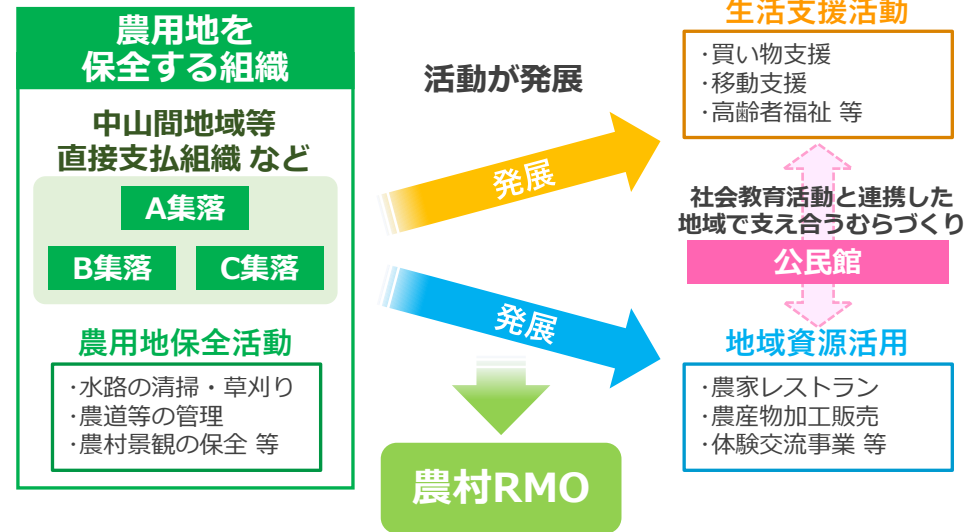 農用地を
保全する組織
中山間地域等
直接支払組織 など
A集落
B集落
C集落
農用地保全活動
・水路の清掃・草刈り
・農道等の管理
・農村景観の保全 等
活動が発展
発展
発展
農村RMO
生活支援活動
・買い物支援
・移動支援
・高齢者福祉 等
社会教育活動と連携した
地域で支え合うむらづくり
公民館
地域資源活用
・農家レストラン
・農産物加工販売
・体験交流事業 等